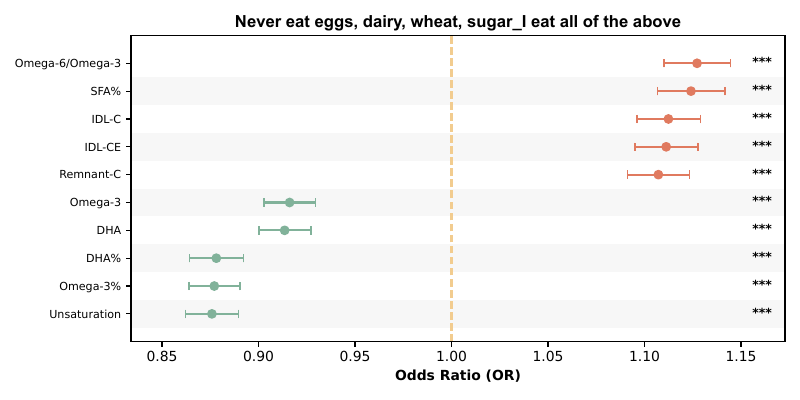 Never eat eggs, dairy, wheat, sugar_I eat all of the above
Omega-6/Omega-3 ***
SFA% ***
IDL-C ***
IDL-CE ***
Remnant-C ***
Omega-3 ***
DHA ***
DHA% ***
Omega-3% ***
Unsaturation ***
0.85 0.90 0.95 1.00 1.05 1.10 1.15
Odds Ratio (OR)